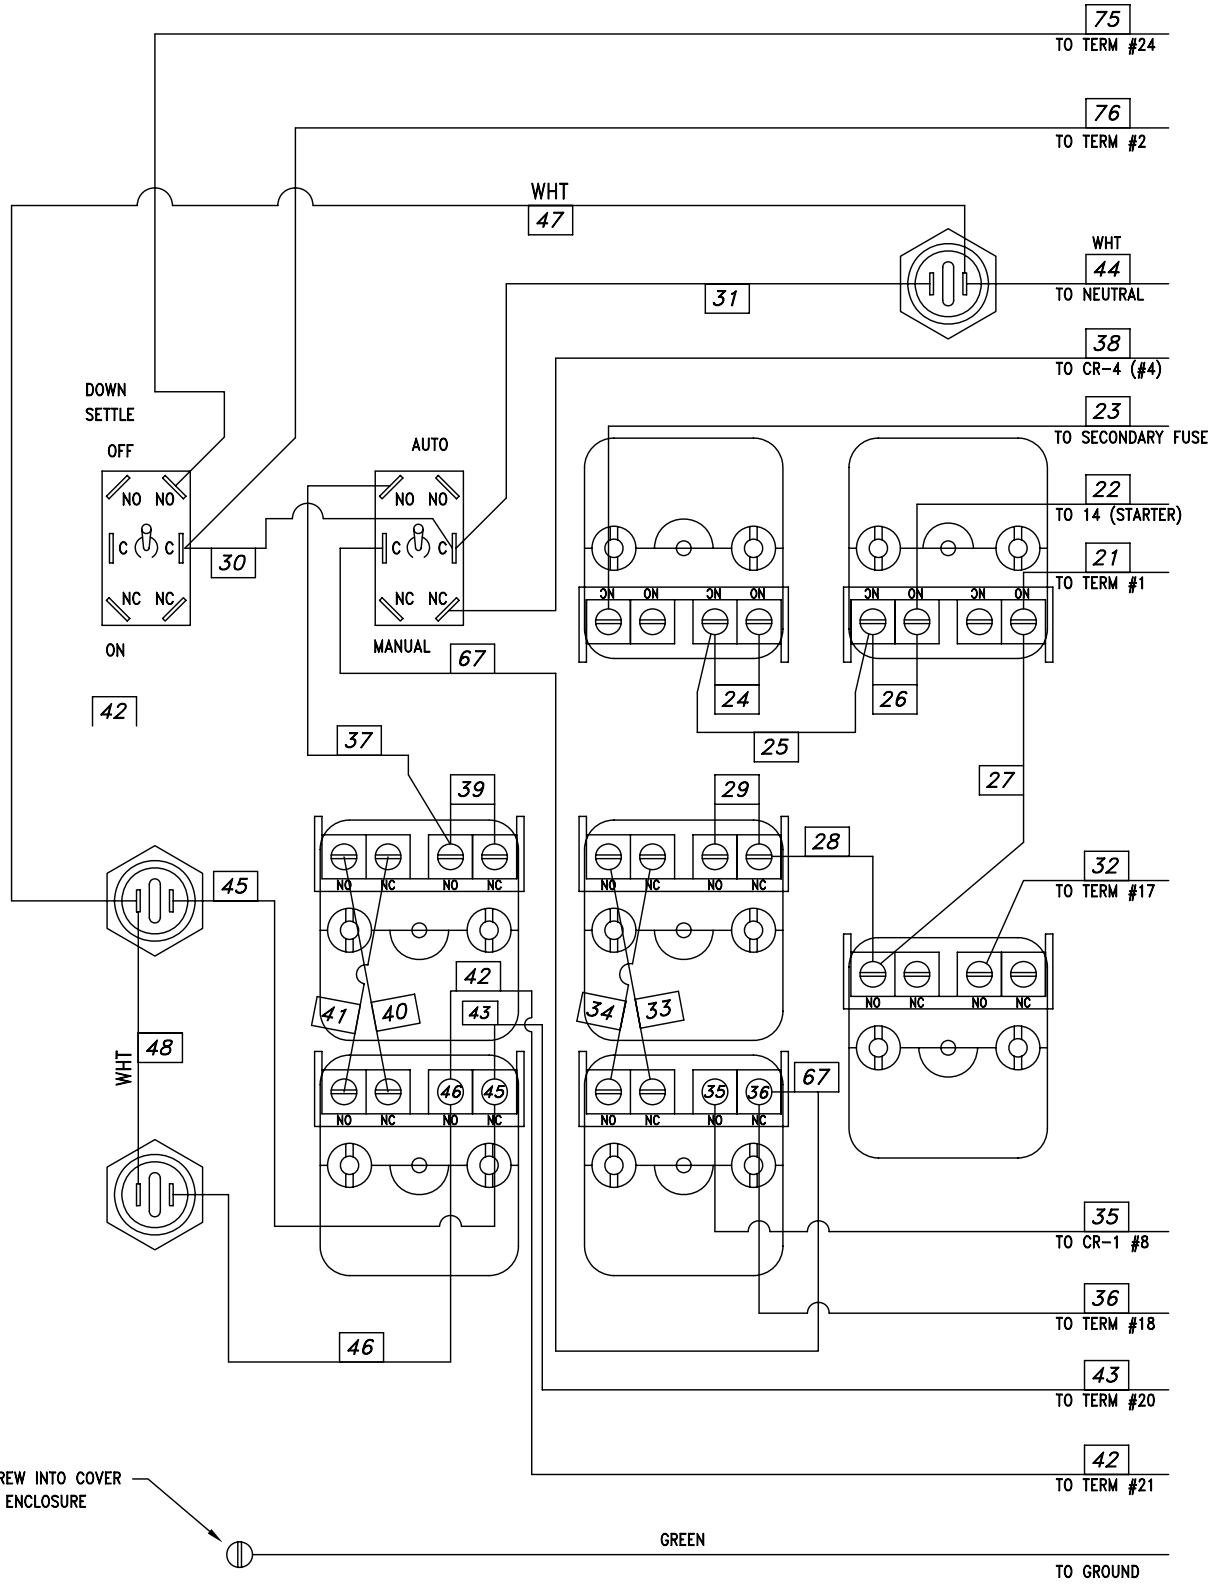 75
TO TERM #24
76
TO TERM #2
WHT
47
WHT
44
TO NEUTRAL
31
38
TO CR-4 (#4)
DOWN
SETTLE
23
TO SECONDARY FUSE
OFF
AUTO
NO NO
NO NO
22
TO 14 (STARTER)
C C
C C
30
21
TO TERM #1
NC NO NC NO
NC NO NC NO
NC NC
NC NC
ON
MANUAL
67
42
24
26
37
25
39
29
27
28
NO NC NO NC
NO NC NO NC
32
TO TERM #17
45
42
43
41
40
34
33
NO NC NO NC
WHT
48
67
46
45
35
36
NO NC NO NC
NO NC NO NC
35
TO CR-1 #8
36
TO TERM #18
46
43
TO TERM #20
42
TO TERM #21
REW INTO COVER
ENCLOSURE
GREEN
TO GROUND